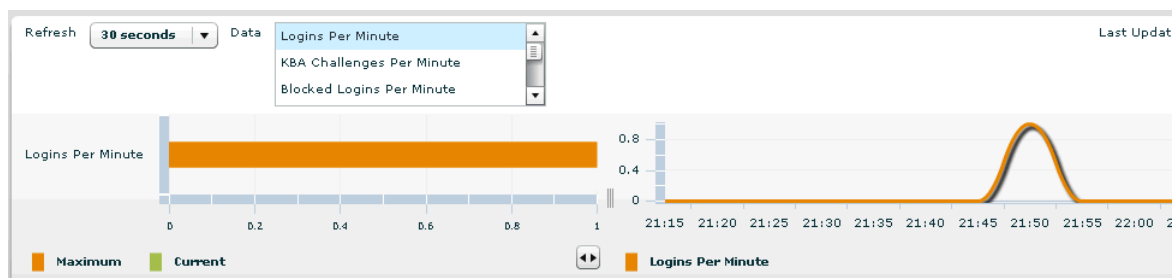 Refresh 30 seconds Data Logins Per Minute Last Updat
KBA Challenges Per Minute
Blocked Logins Per Minute
Logins Per Minute
0 0.2 0.4 0.6 0.8 1
0.8
0.4
0
21:15 21:20 21:25 21:30 21:35 21:40 21:45 21:50 21:55 22:00 2
Maximum Current Logins Per Minute